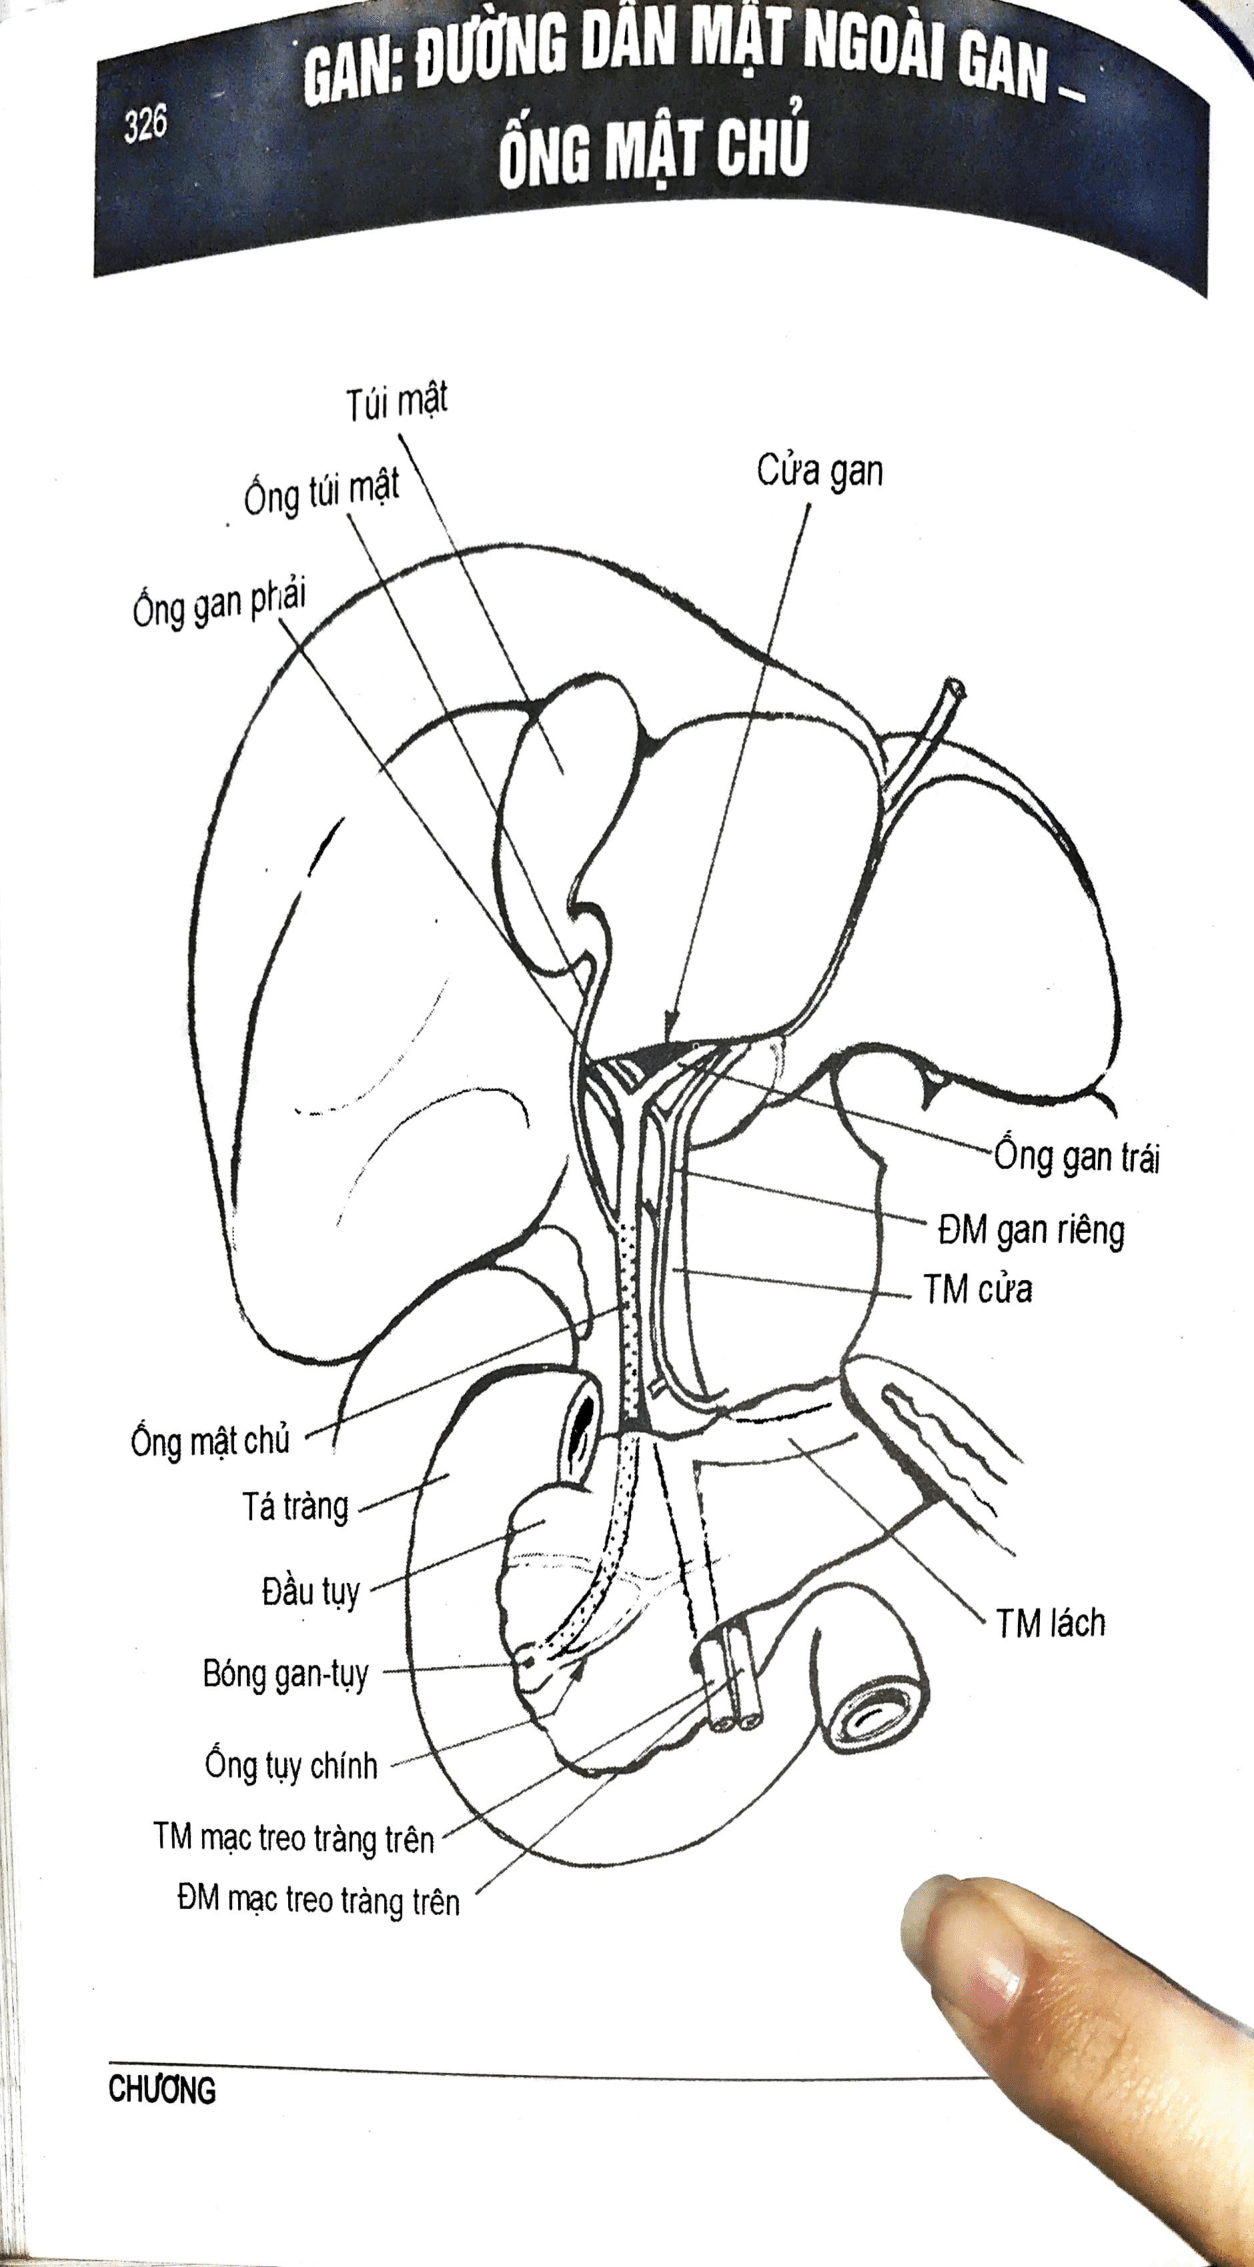 326
GAN: ĐƯỜNG DẪN MẬT NGOÀI GAN –
ỐNG MẬT CHỦ
Túi mật
Cửa gan
Ống túi mật
Ống gan phải
Ống gan trái
ĐM gan riêng
TM cửa
Ống mật chủ
Tá tràng
Đầu tụy
TM lách
Bóng gan-tụy
Ống tụy chính
TM mạc treo tràng trên
ĐM mạc treo tràng trên
CHƯƠNG